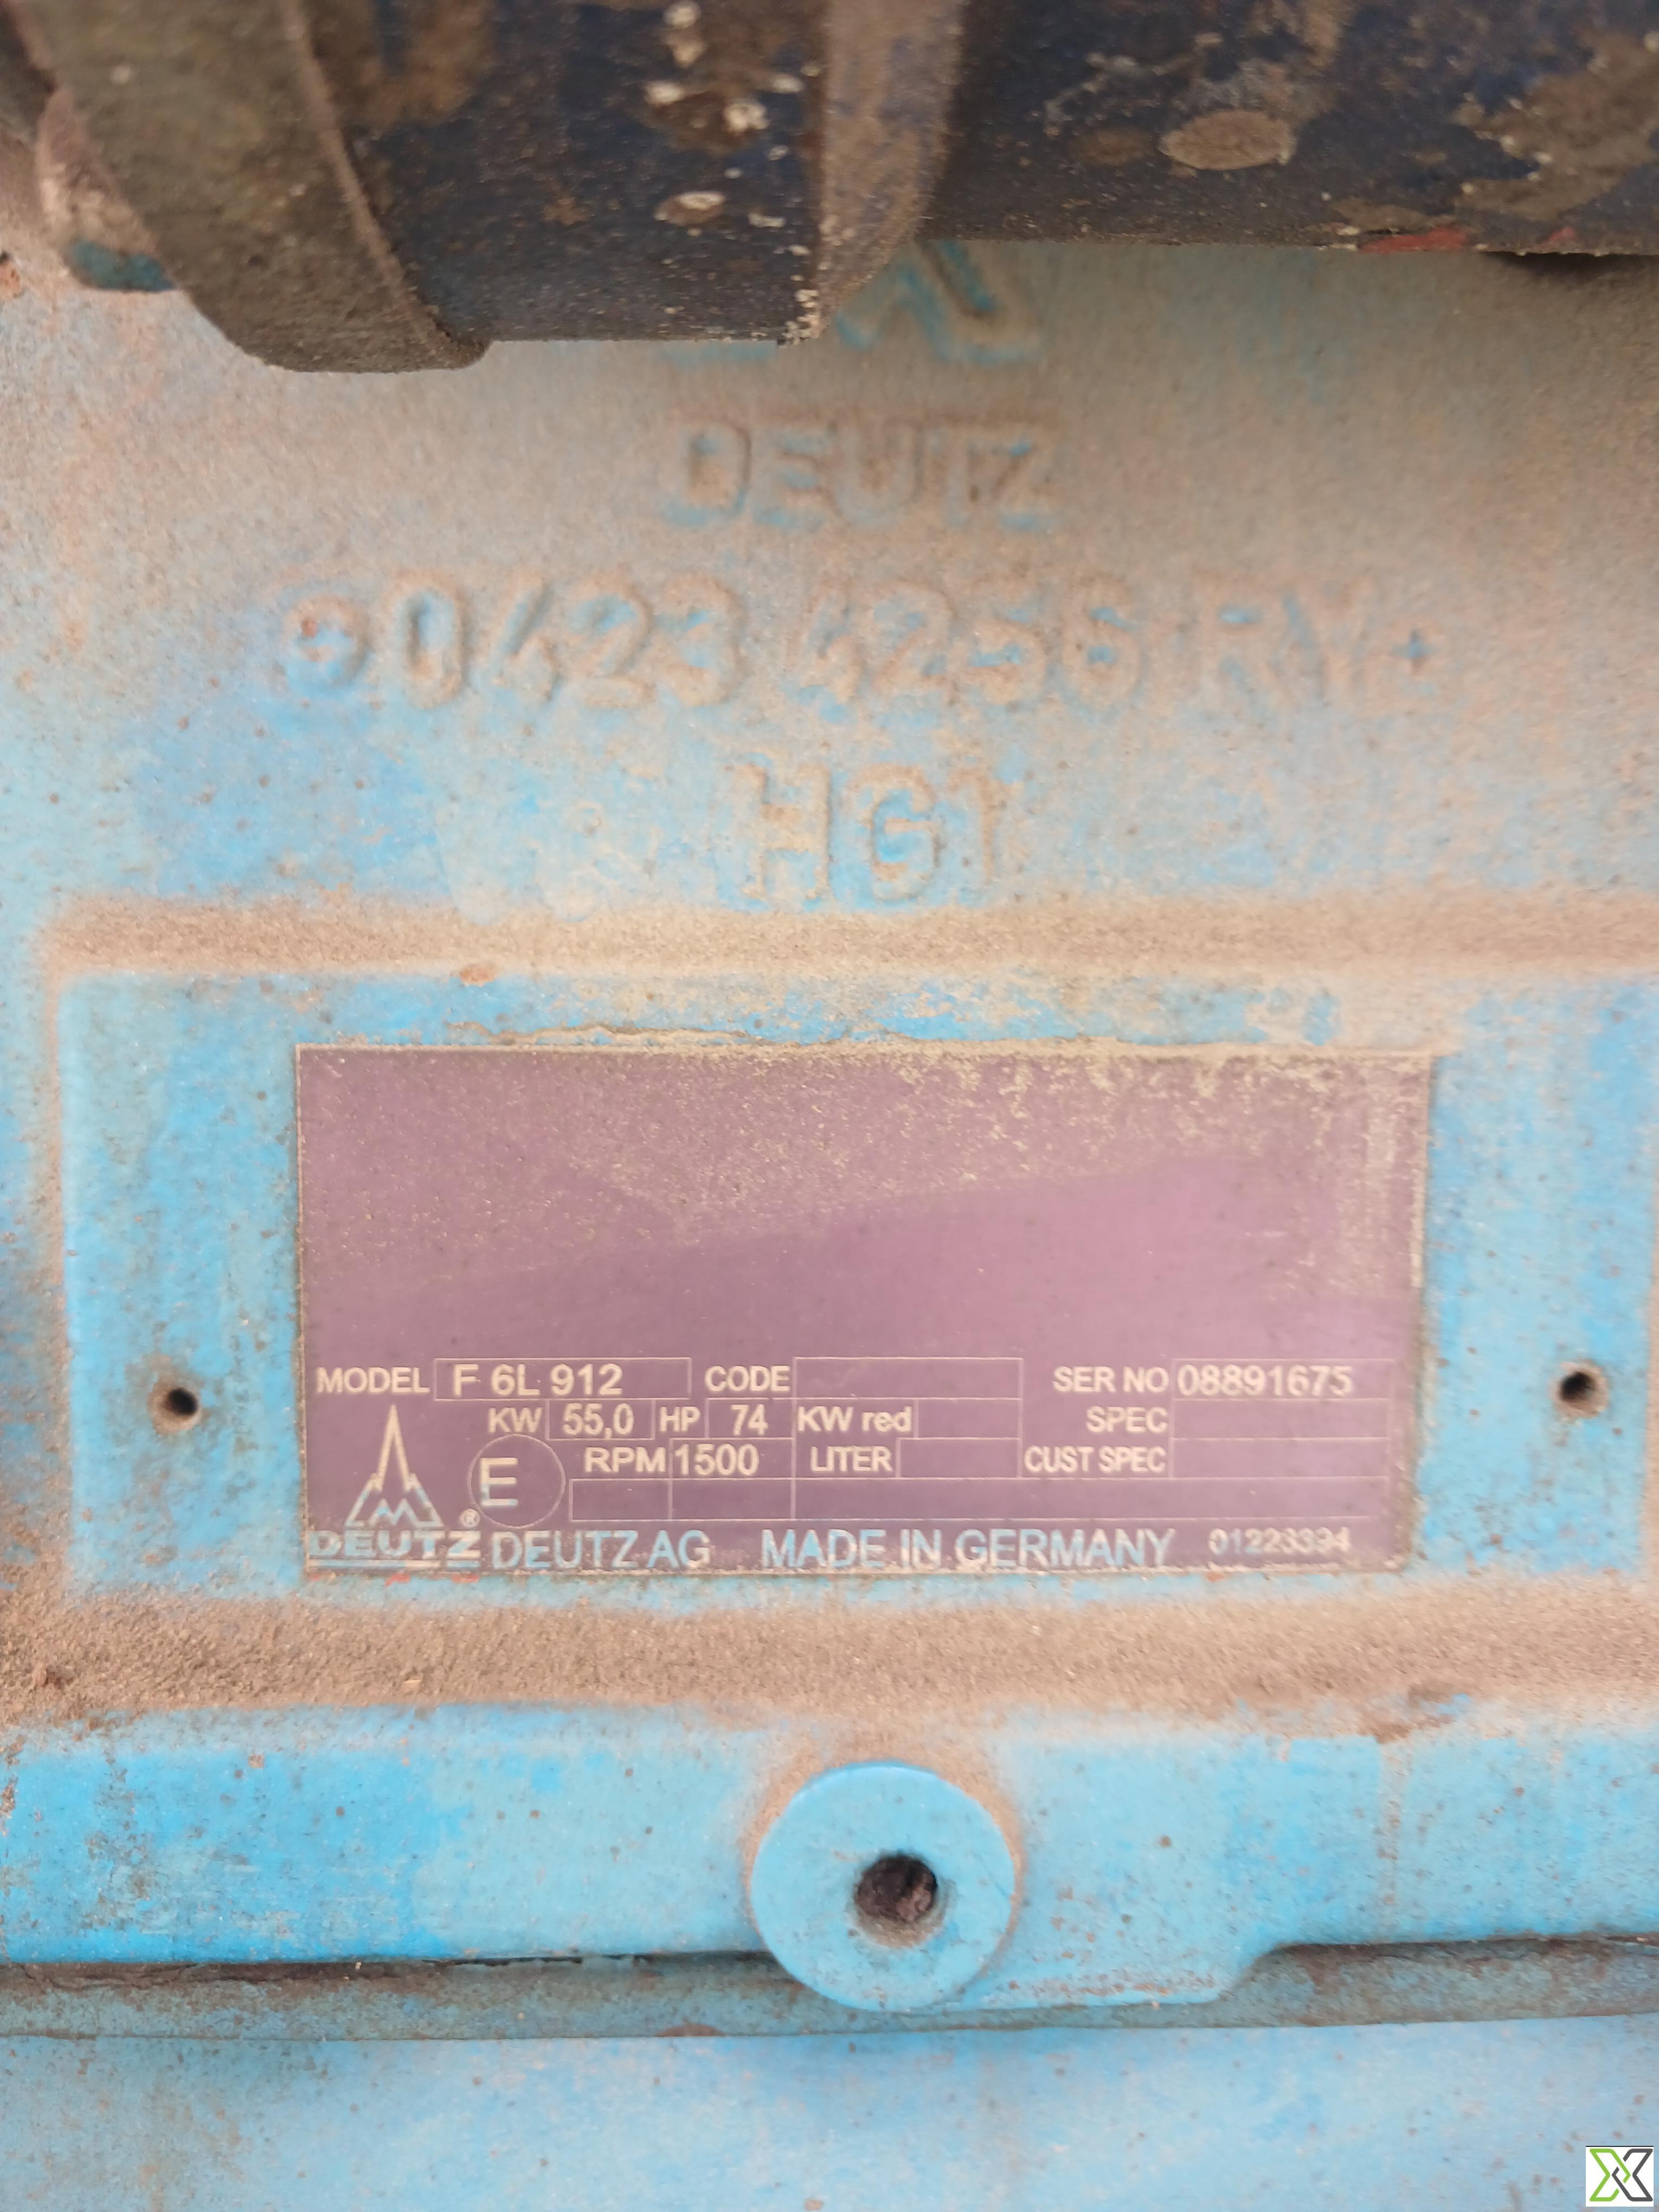 DEUTZ
0423 4256 RY
HG1
MODEL F 6L 912 CODE SER NO 08891675
KW 55,0 HP 74 KW red SPEC
E RPM 1500 LITER CUST SPEC
DEUTZ ® DEUTZ AG MADE IN GERMANY 01226394